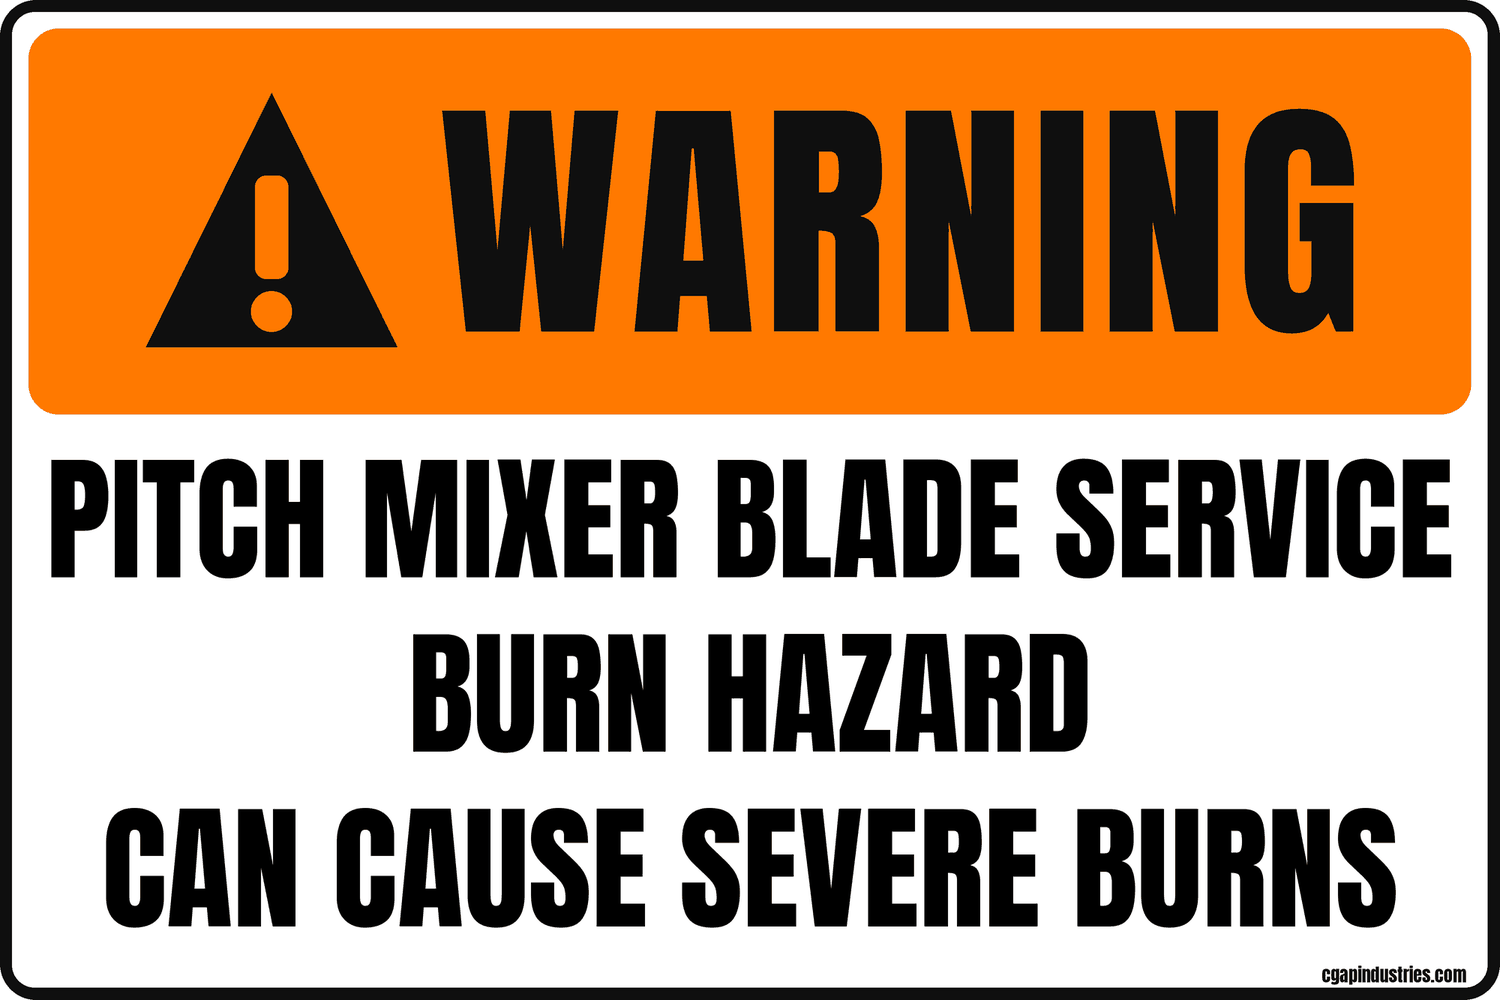 WARNING
PITCH MIXER BLADE SERVICE
BURN HAZARD
CAN CAUSE SEVERE BURNS
cgapindustries.com